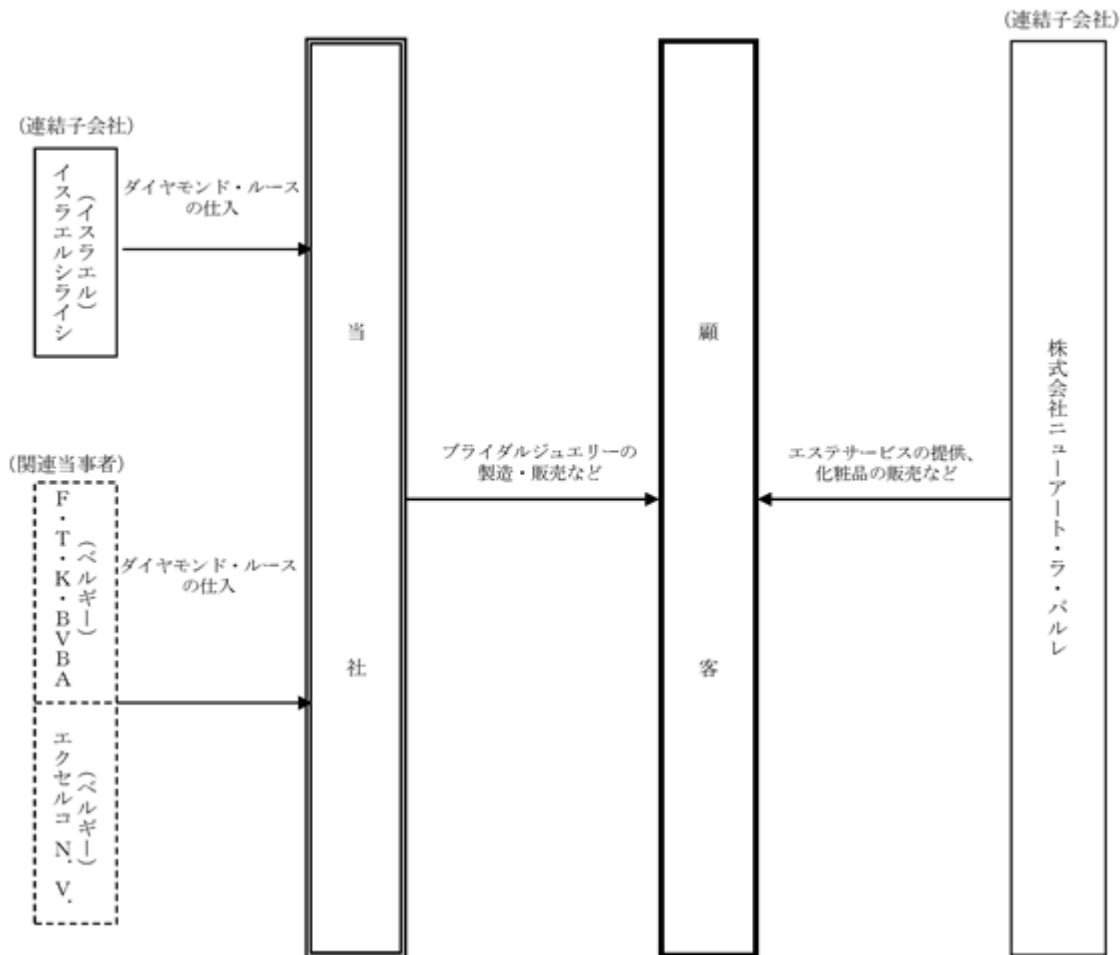 (連結子会社)
(連結子会社)
イスラエルシライシ
(イスラエル)
ダイヤモンド・ルース
の仕入
当社
顧客
株式会社ニューアート・ラ・パルレ
ブライダルジュエリーの
製造・販売など
エステサービスの提供、
化粧品の販売など
(関連当事者)
F・T・K・BVBA
(ベルギー)
ダイヤモンド・ルース
の仕入
エクセルコ N.V.
(ベルギー)